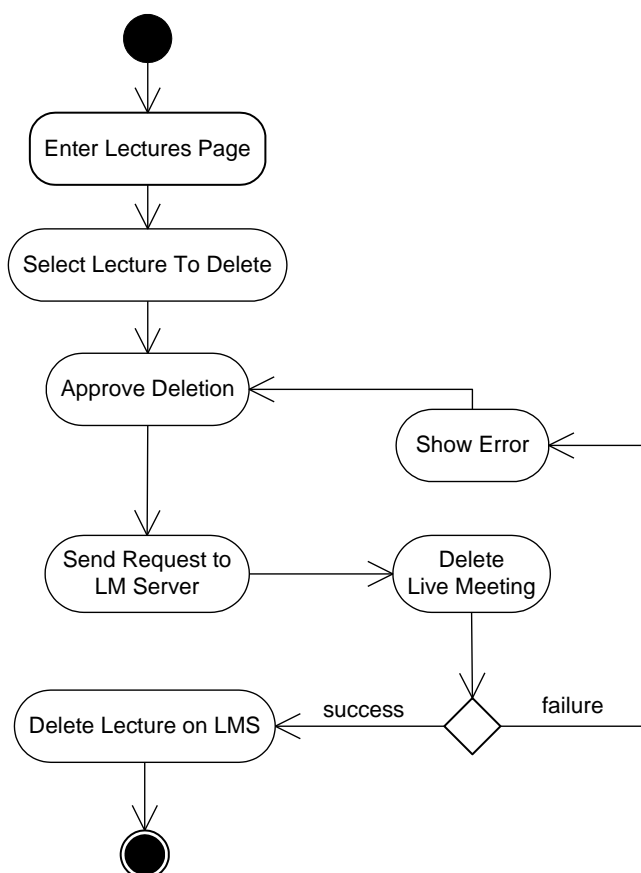 Enter Lectures Page
Select Lecture To Delete
Approve Deletion
Show Error
Send Request to
LM Server
Delete
Live Meeting
success
failure
Delete Lecture on LMS